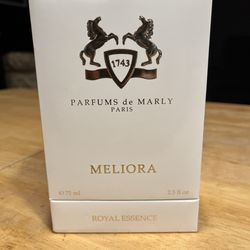 1743
PARFUMS de MARLY
PARIS
MELIORA
℮ 75 ml 2.5 fl oz
ROYAL ESSENCE